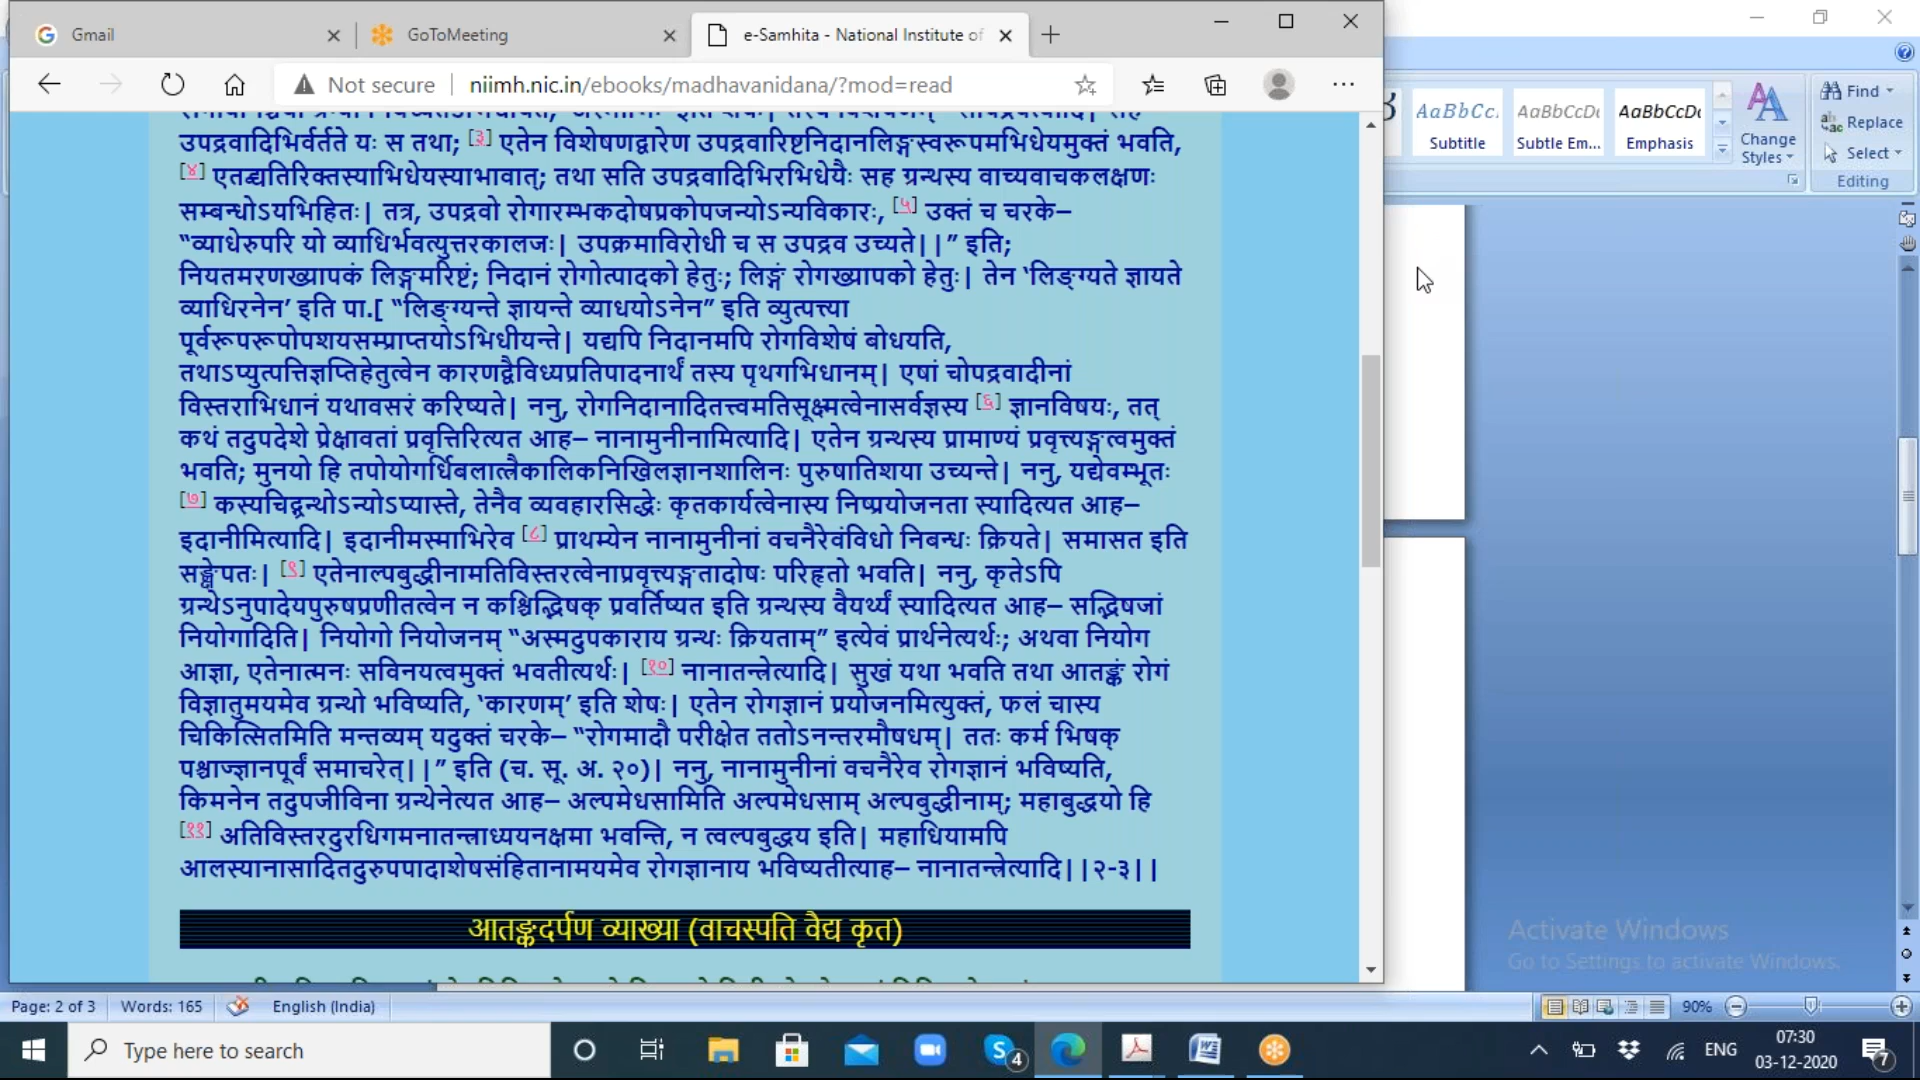 Gmail
GoToMeeting
e-Samhita - National Institute of
Not secure
niimh.nic.in/ebooks/madhavanidana/?mod=read
उपद्रवादिभिर्वर्तते यः स तथा; [३] एतेन विशेषणद्वारेण उपद्रवारिष्टनिदानलिङ्गस्वरूपमभिधेयमुक्तं भवति,
[४] एतद्व्यतिरिक्तस्याभिधेयस्याभावात्; तथा सति उपद्रवादिभिरभिधेयैः सह ग्रन्थस्य वाच्यवाचकलक्षणः
सम्बन्धोऽयभिहितः| तत्र, उपद्रवो रोगारम्भकदोषप्रकोपजन्योऽन्यविकारः, [५] उक्तं च चरके–
“व्याधेरुपरि यो व्याधिर्भवत्युत्तरकालजः| उपक्रमाविरोधी च स उपद्रव उच्यते||” इति;
नियतमरणख्यापकं लिङ्गमरिष्टं; निदानं रोगोत्पादको हेतुः; लिङ्गं रोगख्यापको हेतुः| तेन ‘लिङ्ग्यते ज्ञायते
व्याधिरनेन’ इति पा.[ “लिङ्ग्यन्ते ज्ञायन्ते व्याधयोऽनेन” इति व्युत्पत्त्या
पूर्वरूपरूपोपशयसम्प्राप्तयोऽभिधीयन्ते| यद्यपि निदानमपि रोगविशेषं बोधयति,
तथाऽप्युत्पत्तिज्ञप्तिहेतुत्वेन कारणद्वैविध्यप्रतिपादनार्थं तस्य पृथगभिधानम्| एषां चोपद्रवादीनां
विस्तराभिधानं यथावसरं करिष्यते| ननु, रोगनिदानादितत्त्वमतिसूक्ष्मत्वेनासर्वज्ञस्य [६] ज्ञानविषयः, तत्
कथं तदुपदेशे प्रेक्षावतां प्रवृत्तिरित्यत आह– नानामुनीनामित्यादि| एतेन ग्रन्थस्य प्रामाण्यं प्रवृत्त्यङ्गत्वमुक्तं
भवति; मुनयो हि तपोयोगर्धिबलात्त्रैकालिकनिखिलज्ञानशालिनः पुरुषातिशया उच्यन्ते| ननु, यद्येवम्भूतः
[७] कस्यचिद्ग्रन्थोऽन्योऽप्यास्ते, तेनैव व्यवहारसिद्धेः कृतकार्यत्वेनास्य निष्प्रयोजनता स्यादित्यत आह–
इदानीमित्यादि| इदानीमस्माभिरेव [८] प्राथम्येन नानामुनीनां वचनैरेवंविधो निबन्धः क्रियते| समासत इति
सङ्क्षेपतः| [९] एतेनाल्पबुद्धीनामतिविस्तरत्वेनाप्रवृत्त्यङ्गतादोषः परिहृतो भवति| ननु, कृतेऽपि
ग्रन्थेऽनुपादेयपुरुषप्रणीतत्वेन न कश्चिद्भिषक् प्रवर्तिष्यत इति ग्रन्थस्य वैयर्थ्यं स्यादित्यत आह– सद्भिषजां
नियोगादिति| नियोगो नियोजनम् “अस्मदुपकाराय ग्रन्थः क्रियताम्” इत्येवं प्रार्थनेत्यर्थः; अथवा नियोग
आज्ञा, एतेनात्मनः सविनयत्वमुक्तं भवतीत्यर्थः| [१०] नानातन्त्रेत्यादि| सुखं यथा भवति तथा आतङ्कं रोगं
विज्ञातुमयमेव ग्रन्थो भविष्यति, ‘कारणम्’ इति शेषः| एतेन रोगज्ञानं प्रयोजनमित्युक्तं, फलं चास्य
चिकित्सितमिति मन्तव्यम् यदुक्तं चरके– “रोगमादौ परीक्षेत ततोऽनन्तरमौषधम्| ततः कर्म भिषक्
पश्चाज्ज्ञानपूर्वं समाचरेत्||” इति (च. सू. अ. २०)| ननु, नानामुनीनां वचनैरेव रोगज्ञानं भविष्यति,
किमनेन तदुपजीविना ग्रन्थेनेत्यत आह– अल्पमेधसामिति अल्पमेधसाम् अल्पबुद्धीनाम्; महाबुद्धयो हि
[११] अतिविस्तरदुरधिगमनातन्त्राध्ययनक्षमा भवन्ति, न त्वल्पबुद्धय इति| महाधियामपि
आलस्यानासादितदुरुपपादाशेषसंहितानामयमेव रोगज्ञानाय भविष्यतीत्याह– नानातन्त्रेत्यादि||२-३||
आतङ्कदर्पण व्याख्या (वाचस्पति वैद्य कृत)
AaBbCc. AaBbCcDt AaBbCcDt
Subtitle Subtle Em... Emphasis
Change Styles
Find
Replace
Select
Editing
Activate Windows
Go to Settings to activate Windows.
Page: 2 of 3 Words: 165 English (India) 90%
Type here to search
4
ENG
07:30
03-12-2020
7